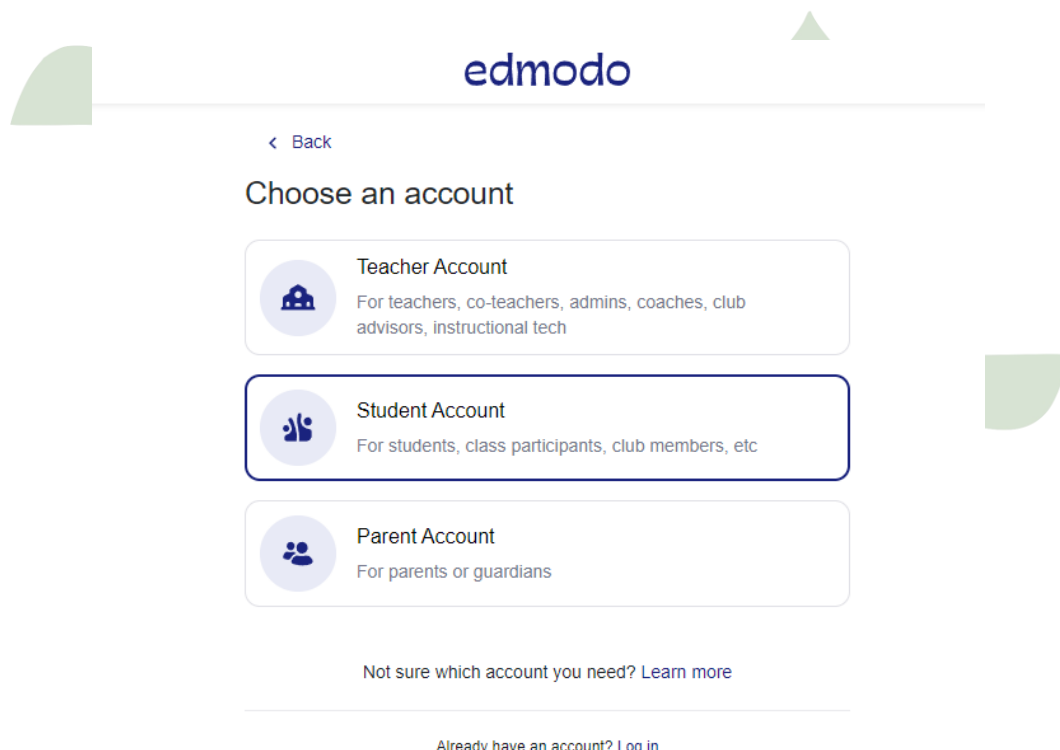 edmodo
Back
Choose an account
Teacher Account
For teachers, co-teachers, admins, coaches, club
advisors, instructional tech
Student Account
For students, class participants, club members, etc
Parent Account
For parents or guardians
Not sure which account you need? Learn more
Already have an account? Log in